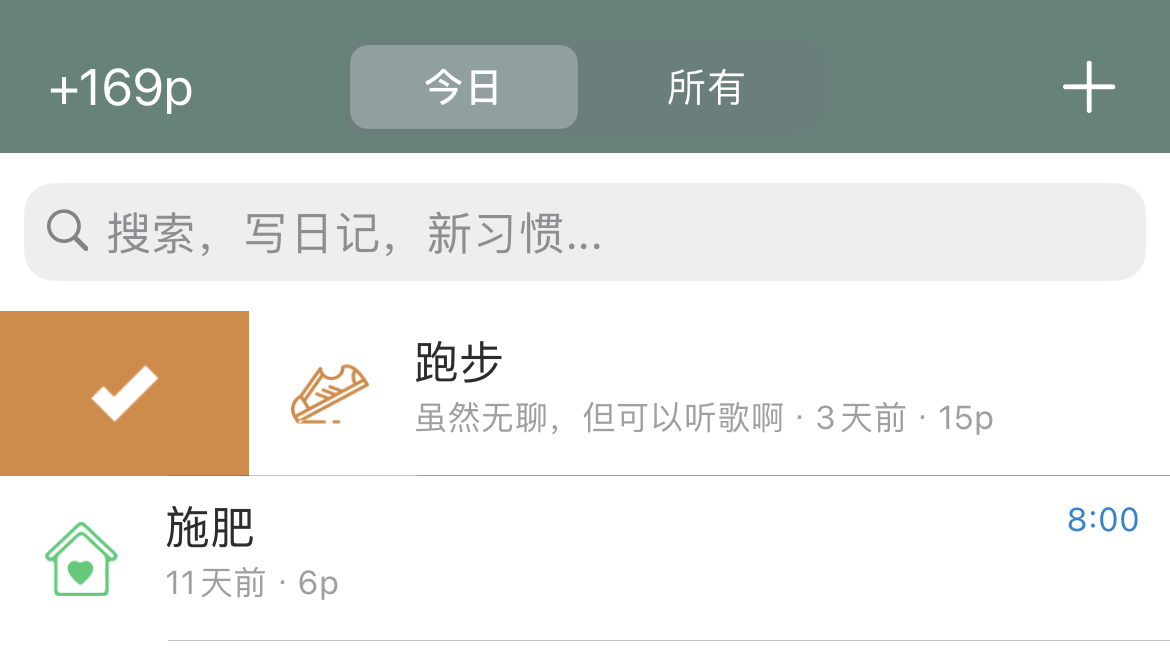 +169p 今日 所有
搜索，写日记，新习惯...
跑步
虽然无聊，但可以听歌啊 · 3天前 · 15p
施肥 8:00
11天前 · 6p